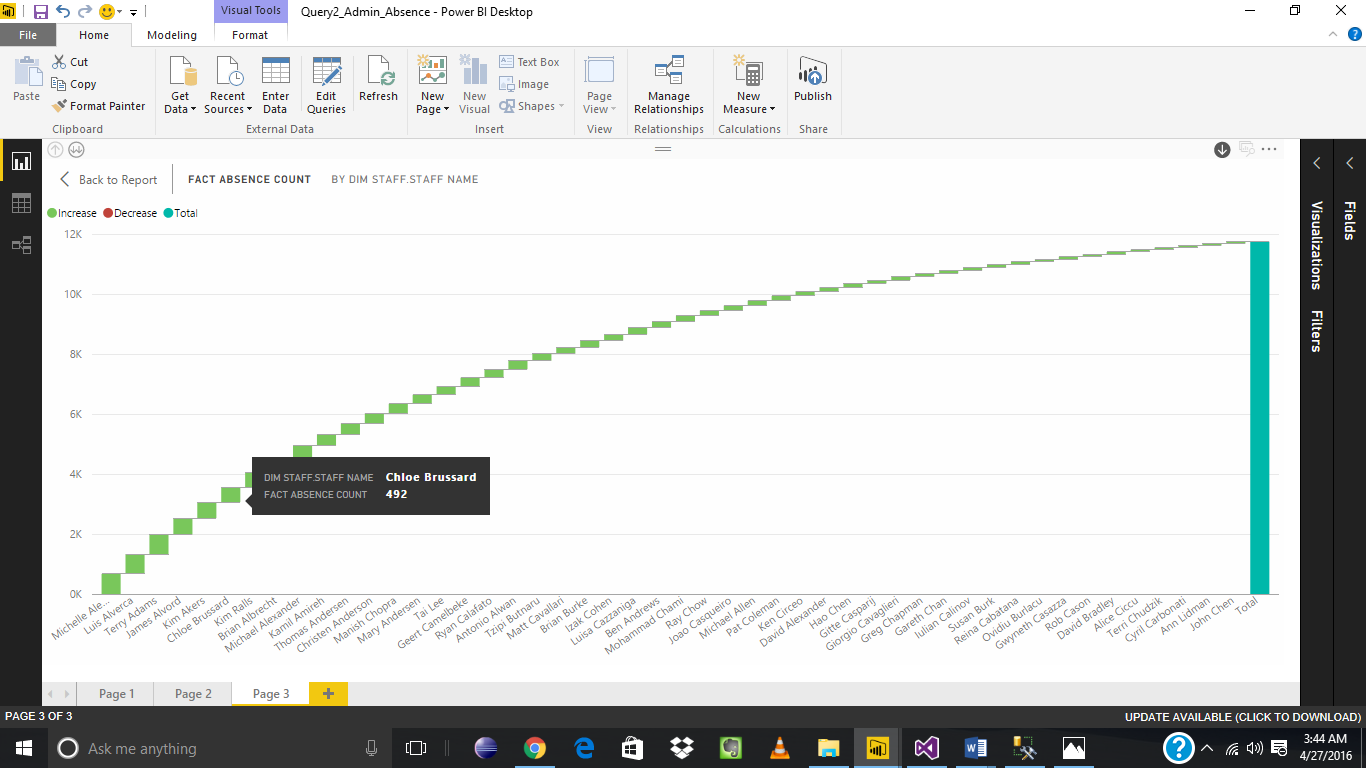 Visual Tools
Query2_Admin_Absence - Power BI Desktop
File Home Modeling Format
Paste
Cut
Copy
Format Painter
Clipboard
Get Data
Recent Sources
Enter Data
Edit Queries
Refresh
External Data
New Page
New Visual
Text Box
Image
Shapes
Insert
Page View
View
Manage Relationships
Relationships
New Measure
Calculations
Publish
Share
Back to Report
FACT ABSENCE COUNT BY DIM STAFF.STAFF NAME
Increase Decrease Total
12K
10K
8K
6K
4K
2K
0K
DIM STAFF.STAFF NAME Chloe Brussard
FACT ABSENCE COUNT 492
Michelle Ale...
Luis Alverca
Terry Adams
James Alvord
Kim Akers
Chloe Brussard
Kim Ralls
Brian Albrecht
Michael Alexander
Kamil Amireh
Thomas Andersen
Christen Anderson
Manish Chopra
Mary Andersen
Tai Lee
Geert Camelbeke
Ryan Calafato
Antonio Alwan
Tzipi Butnaru
Matt Cavallari
Brian Burke
Izak Cohen
Luisa Cazzaniga
Ben Andrews
Mohammad Chami
Ray Chow
Joao Casqueiro
Michael Allen
Pat Coleman
Ken Circeo
David Alexander
Hao Chen
Gitte Casparij
Giorgio Cavaglieri
Greg Chapman
Gareth Chan
Iulian Calinov
Susan Burk
Reina Cabatana
Ovidiu Burlacu
Gwyneth Casazza
Rob Cason
David Bradley
Alice Ciccu
Terri Chudzik
Cyril Cardonati
Ann Lidman
John Chen
Total
Visualizations
Filters
Fields
Page 1 Page 2 Page 3
PAGE 3 OF 3
UPDATE AVAILABLE (CLICK TO DOWNLOAD)
Ask me anything
3:44 AM
4/27/2016